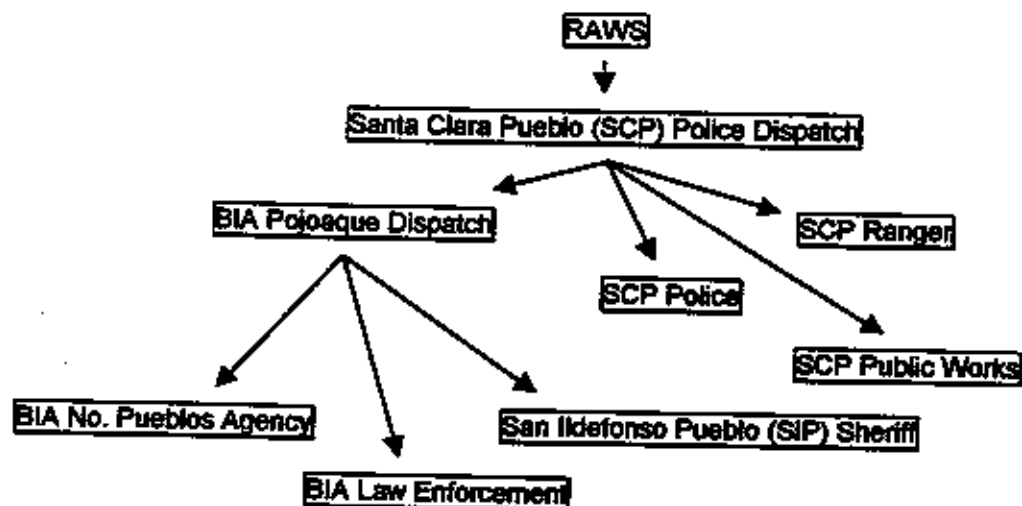 RAWS
Santa Clara Pueblo (SCP) Police Dispatch
BIA Pojoaque Dispatch
SCP Ranger
SCP Police
SCP Public Works
BIA No. Pueblos Agency
San Ildefonso Pueblo (SIP) Sheriff
BIA Law Enforcement